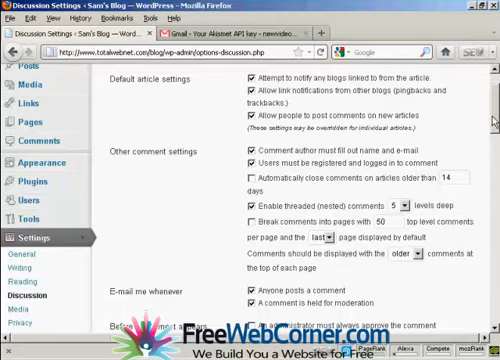 Discussion Settings ‹ Sam's Blog — WordPress - Mozilla Firefox
File Edit View History Bookmarks Tools Help
Discussion Settings ‹ Sam's Blog — W...
Gmail - Your Akismet API key - newvideo...
http://www.totalwebnet.com/blog/wp-admin/options-discussion.php
Google
Posts
Media
Links
Pages
Comments
Appearance
Plugins
Users
Tools
Settings
General
Writing
Reading
Discussion
Media
Privacy
Default article settings
Attempt to notify any blogs linked to from the article.
Allow link notifications from other blogs (pingbacks and
trackbacks.)
Allow people to post comments on new articles
(These settings may be overridden for individual articles.)
Other comment settings
Comment author must fill out name and e-mail
Users must be registered and logged in to comment
Automatically close comments on articles older than 14
days
Enable threaded (nested) comments 5 levels deep
Break comments into pages with 50 top level comments
per page and the last page displayed by default
Comments should be displayed with the older comments at
the top of each page
E-mail me whenever
Anyone posts a comment
A comment is held for moderation
Before a comment appears
An administrator must always approve the comment
FreeWebCorner.com
We Build You a Website for Free
PageRank Alexa Compete mozRank